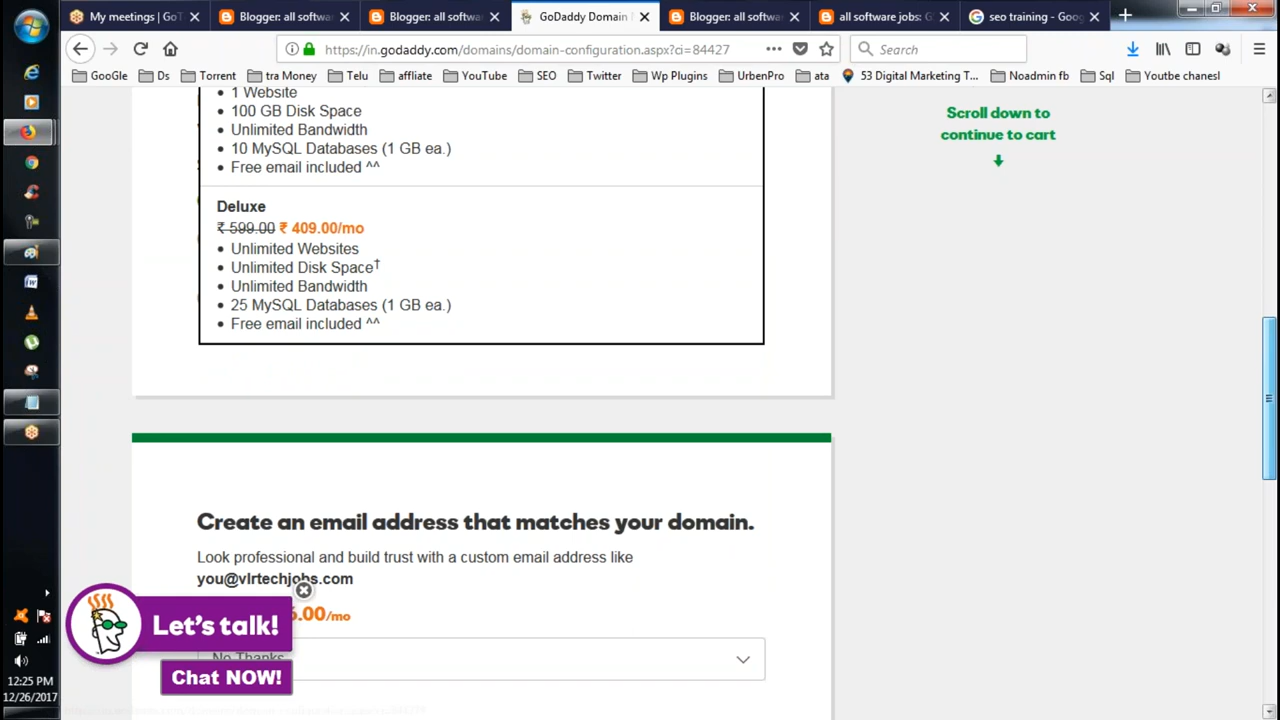 My meetings | GoT
Blogger: all softwa
Blogger: all softwa
GoDaddy Domain
Blogger: all softwa
all software jobs: G
seo training - Goog
https://in.godaddy.com/domains/domain-configuration.aspx?ci=84427
Search
GooGle
Ds
Torrent
tra Money
Telu
affliate
YouTube
SEO
Twitter
Wp Plugins
UrbenPro
ata
53 Digital Marketing T...
Noadmin fb
Sql
Youtbe chanesl
• 1 Website
• 100 GB Disk Space
• Unlimited Bandwidth
• 10 MySQL Databases (1 GB ea.)
• Free email included ^^
Scroll down to
continue to cart
Deluxe
₹ 599.00 ₹ 409.00/mo
• Unlimited Websites
• Unlimited Disk Space†
• Unlimited Bandwidth
• 25 MySQL Databases (1 GB ea.)
• Free email included ^^
Create an email address that matches your domain.
Look professional and build trust with a custom email address like
you@vlrtechjobs.com
.00/mo
Let's talk!
No Thanks
Chat NOW!
12:25 PM
12/26/2017